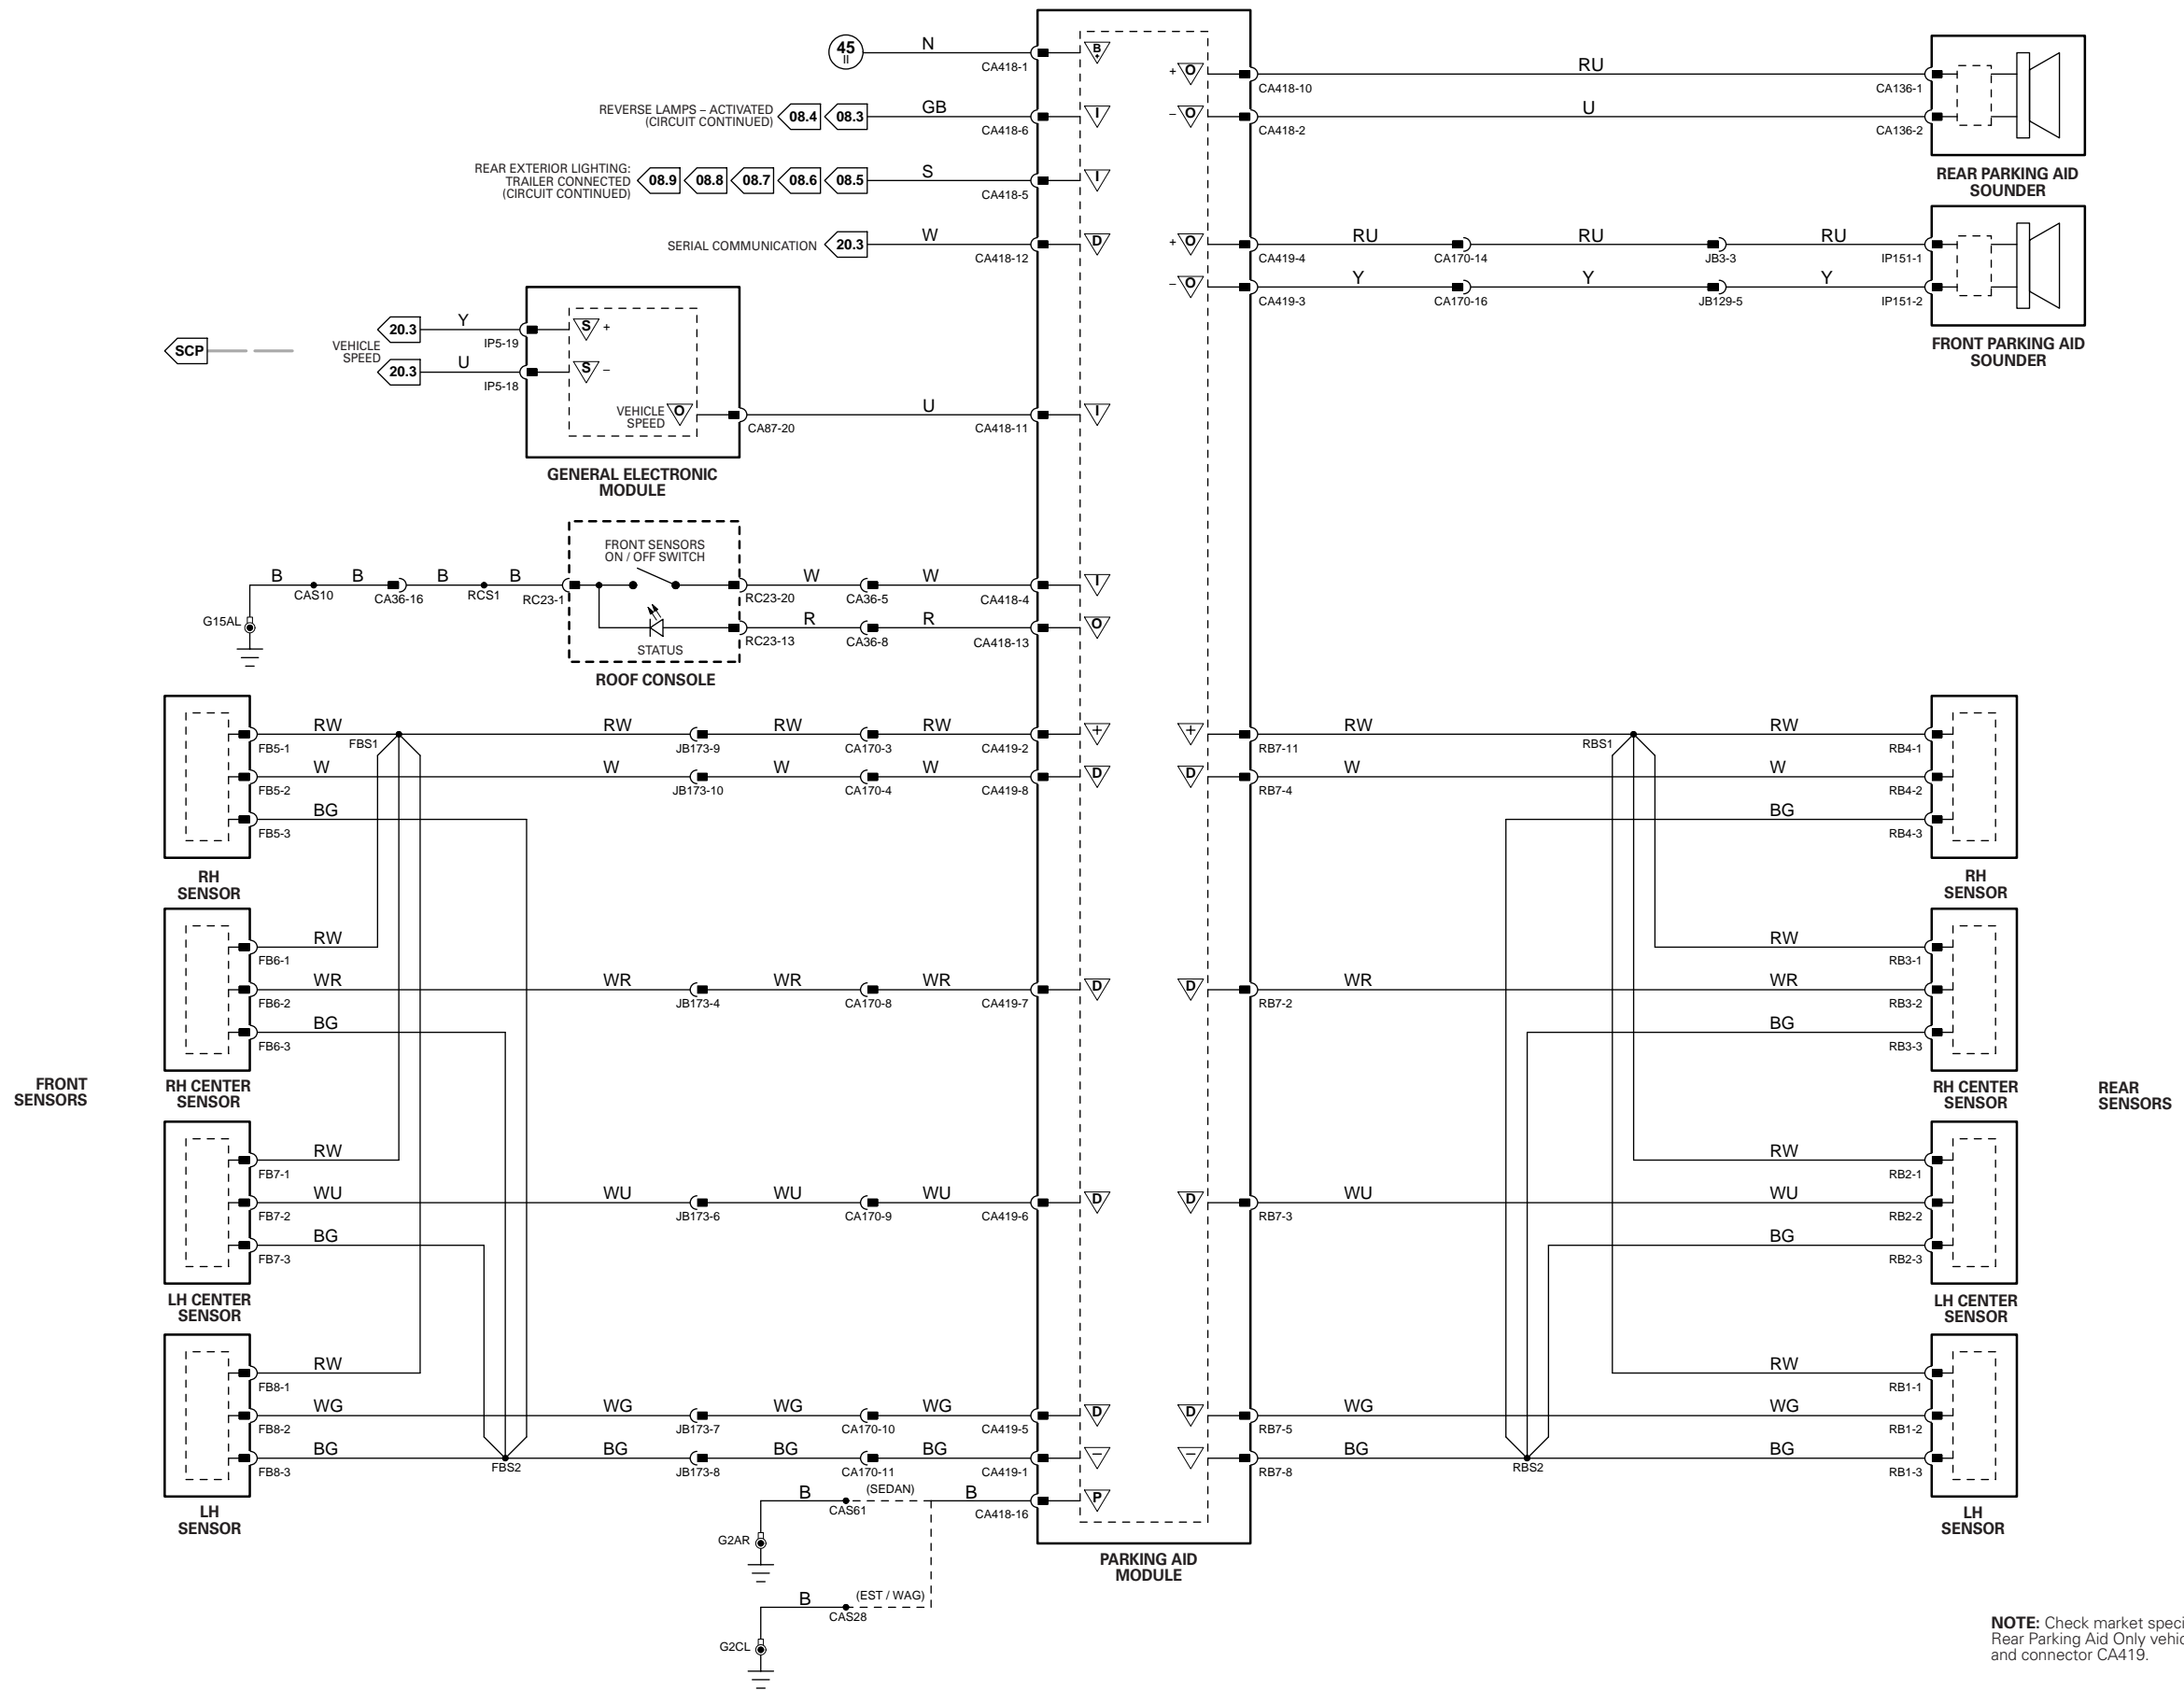 45
II
N
CA418-1
B
+
+ O
CA418-10
RU
CA136-1
REVERSE LAMPS – ACTIVATED
(CIRCUIT CONTINUED)
08.4
08.3
GB
CA418-6
I
– O
CA418-2
U
CA136-2
REAR PARKING AID
SOUNDER
REAR EXTERIOR LIGHTING:
TRAILER CONNECTED
(CIRCUIT CONTINUED)
08.9
08.8
08.7
08.6
08.5
S
CA418-5
I
SERIAL COMMUNICATION
20.3
W
CA418-12
D
+ O
CA419-4
RU
CA170-14
RU
JB3-3
RU
IP151-1
– O
CA419-3
Y
CA170-16
Y
JB129-5
Y
IP151-2
FRONT PARKING AID
SOUNDER
SCP
VEHICLE
SPEED
20.3
Y
IP5-19
S +
20.3
U
IP5-18
S –
VEHICLE
SPEED
O
CA87-20
U
CA418-11
I
GENERAL ELECTRONIC
MODULE
G15AL
B
CAS10
B
CA36-16
B
RCS1
B
RC23-1
FRONT SENSORS
ON / OFF SWITCH
RC23-20
W
CA36-5
W
CA418-4
I
STATUS
RC23-13
R
CA36-8
R
CA418-13
O
ROOF CONSOLE
FB5-1
RW
FBS1
RW
JB173-9
RW
CA170-3
RW
CA419-2
+
+
RB7-11
RW
RBS1
RW
RB4-1
FB5-2
W
W
JB173-10
W
CA170-4
W
CA419-8
D
D
RB7-4
W
W
RB4-2
FB5-3
BG
BG
RB4-3
RH
SENSOR
RH
SENSOR
FB6-1
RW
RW
RB3-1
FB6-2
WR
WR
JB173-4
WR
CA170-8
WR
CA419-7
D
D
RB7-2
WR
WR
RB3-2
FB6-3
BG
BG
RB3-3
FRONT
SENSORS
RH CENTER
SENSOR
RH CENTER
SENSOR
REAR
SENSORS
FB7-1
RW
RW
RB2-1
FB7-2
WU
WU
JB173-6
WU
CA170-9
WU
CA419-6
D
D
RB7-3
WU
WU
RB2-2
FB7-3
BG
BG
RB2-3
LH CENTER
SENSOR
LH CENTER
SENSOR
FB8-1
RW
RW
RB1-1
FB8-2
WG
WG
JB173-7
WG
CA170-10
WG
CA419-5
D
D
RB7-5
WG
WG
RB1-2
FB8-3
BG
FBS2
BG
JB173-8
BG
CA170-11
BG
CA419-1
–
–
RB7-8
BG
RBS2
BG
RB1-3
LH
SENSOR
LH
SENSOR
G2AR
B
CAS61
(SEDAN)
B
CA418-16
P
PARKING AID
MODULE
G2CL
B
CAS28
(EST / WAG)
NOTE: Check market
Rear Parking Aid Only
and connector CA419.